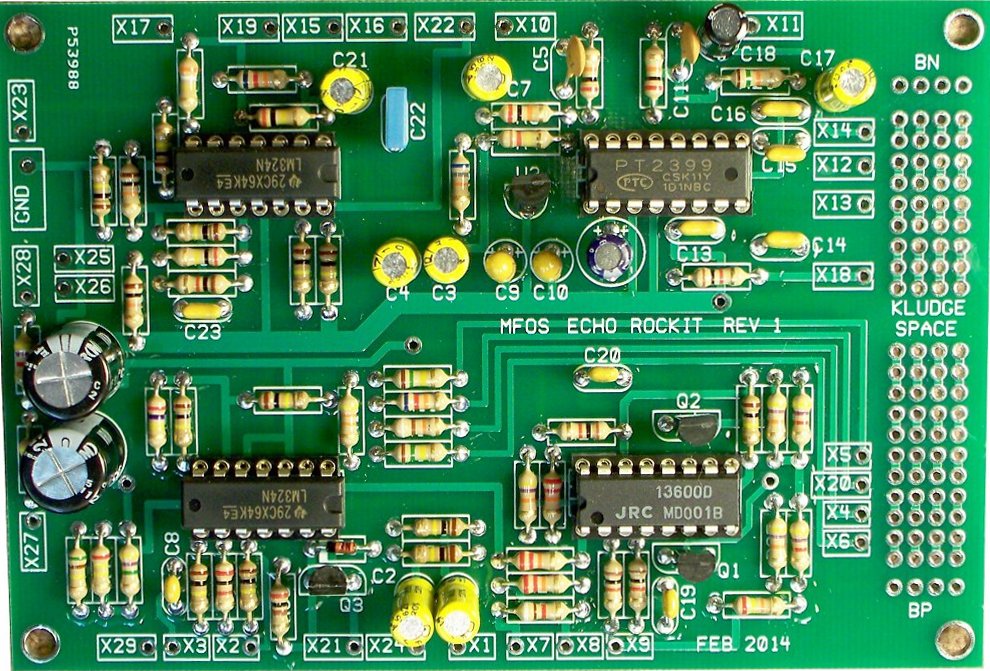 X17
X19
X15
X16
X22
X10
X11
P53988
C21
C5
C18
C17
BN
X23
C7
C11
C22
C16
X14
LM324N
29CX64KE4
PT2399
PTC
CSK11Y
1D1NBC
C15
X12
GND
U2
X13
X28
X25
C13
C14
X26
C4
C3
C9
C10
X18
C23
KLUDGE
SPACE
MFOS ECHO ROCKIT REV 1
C20
Q2
X5
LM324N
29CX64KE4
13600D
JRC MD001B
X20
X4
X6
X27
C8
C2
Q3
C19
Q1
BP
X29
X3
X2
X21
X24
X1
X7
X8
X9
FEB 2014